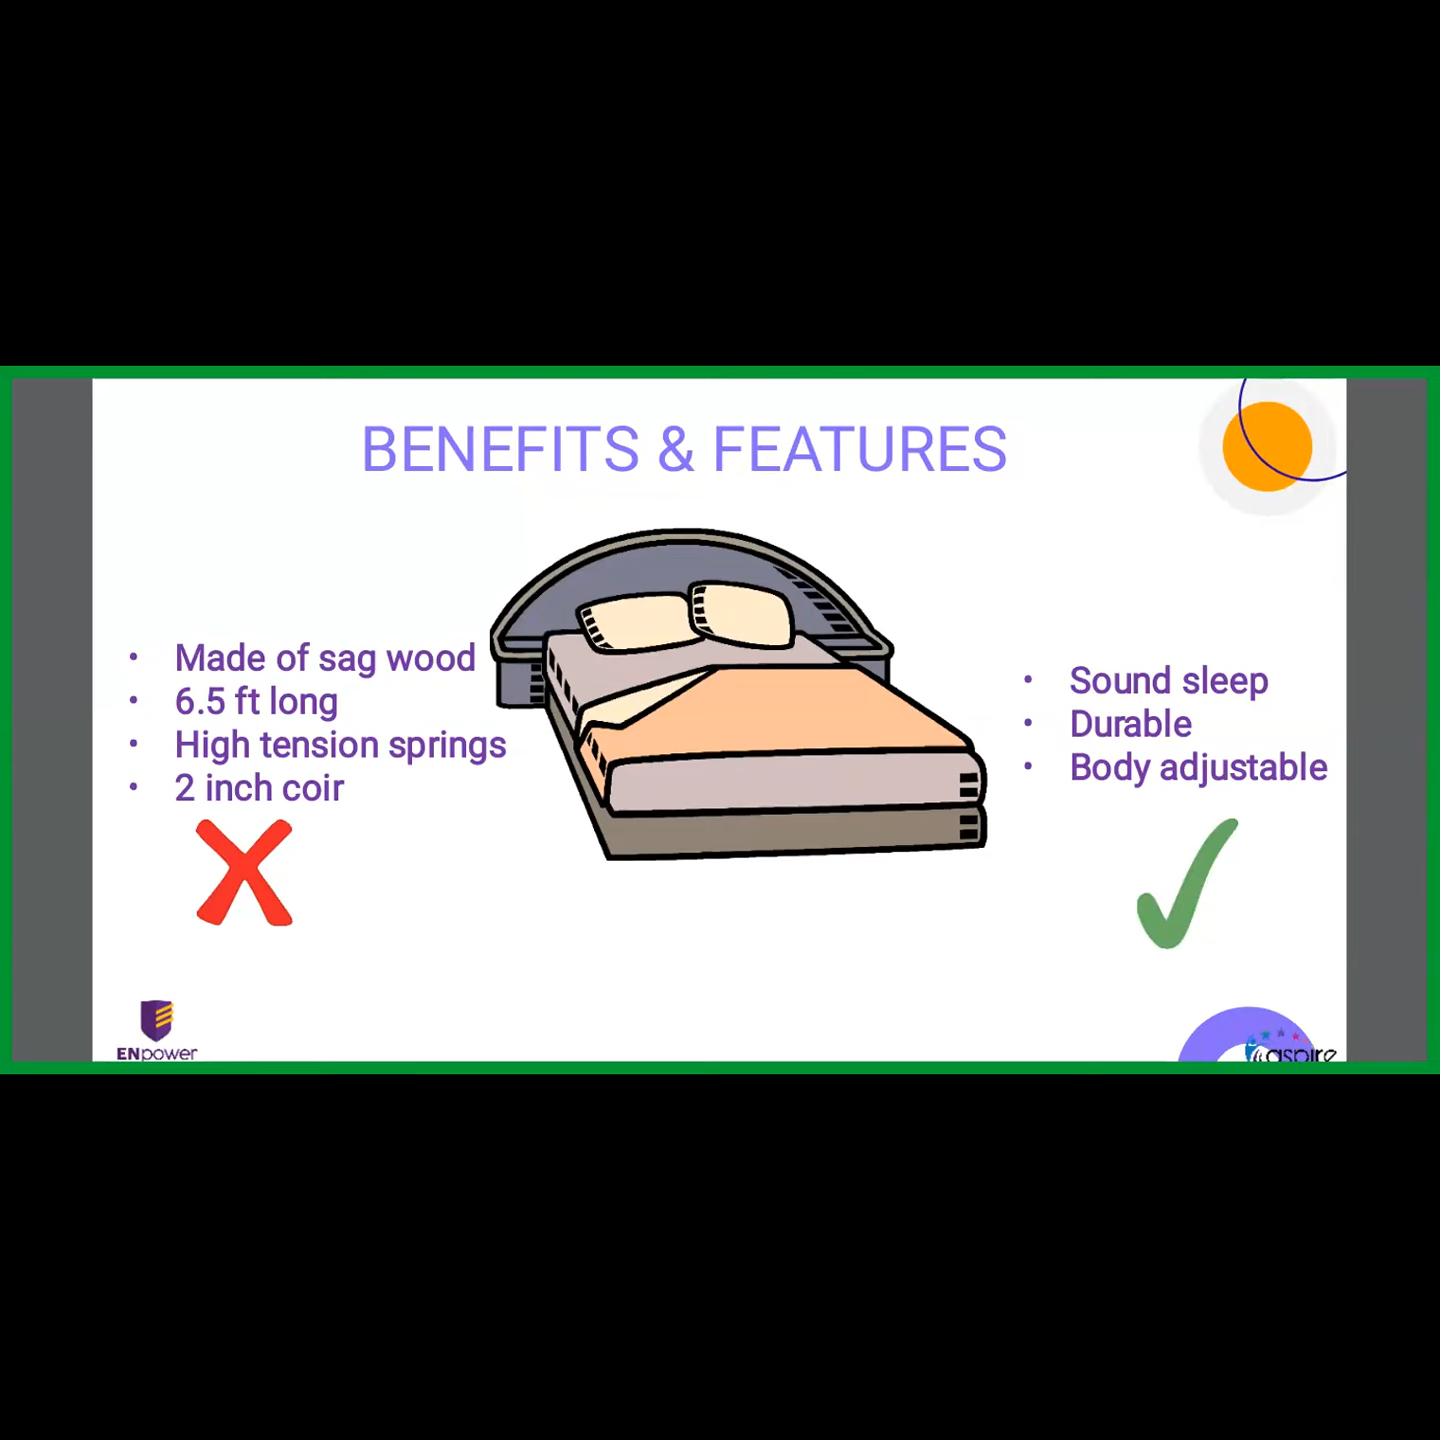 BENEFITS & FEATURES
• Made of sag wood
• 6.5 ft long
• High tension springs
• 2 inch coir
• Sound sleep
• Durable
• Body adjustable
ENpower
aspire